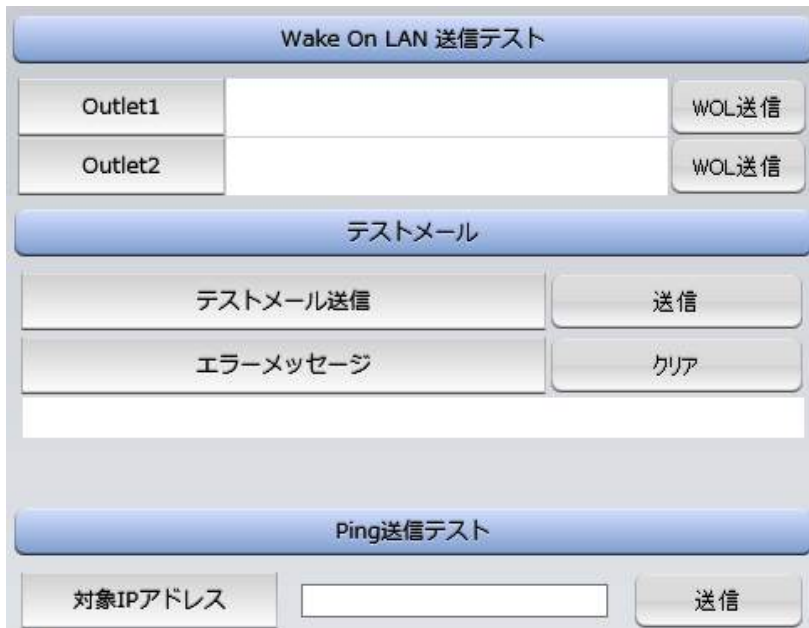 Wake On LAN 送信テスト
Outlet1 WOL送信
Outlet2 WOL送信
テストメール
テストメール送信 送信
エラーメッセージ クリア
Ping送信テスト
対象IPアドレス 送信